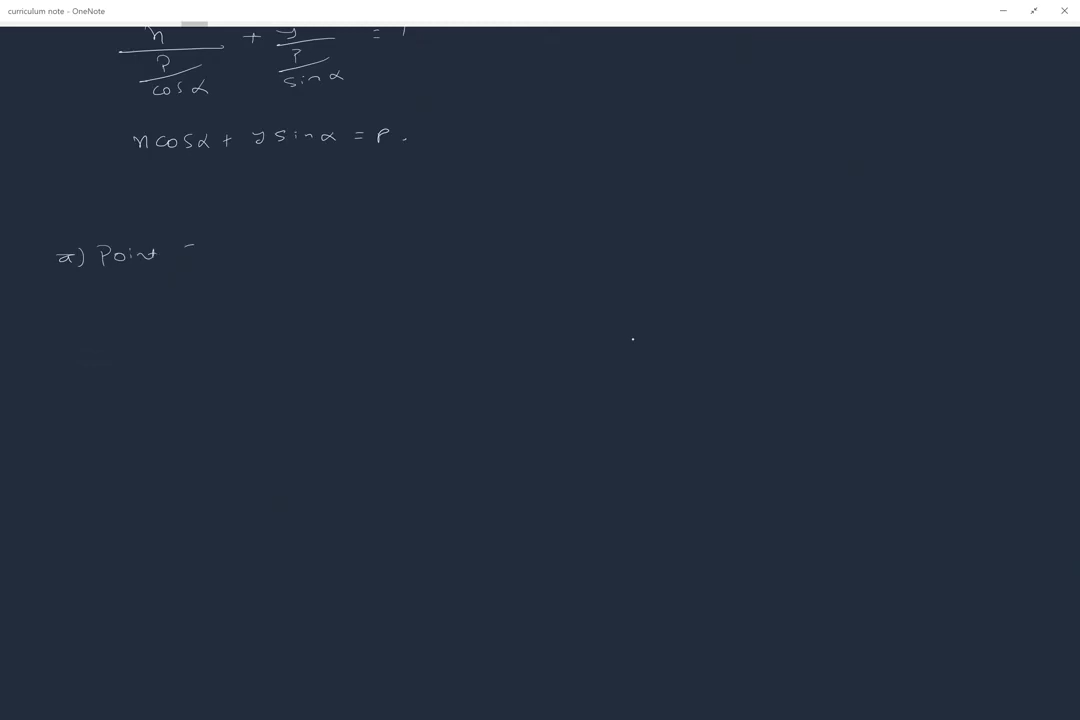 curriculum note - OneNote
x / (P / cos α) + y / (P / sin α) = 1
x cos α + y sin α = P .
a) Point